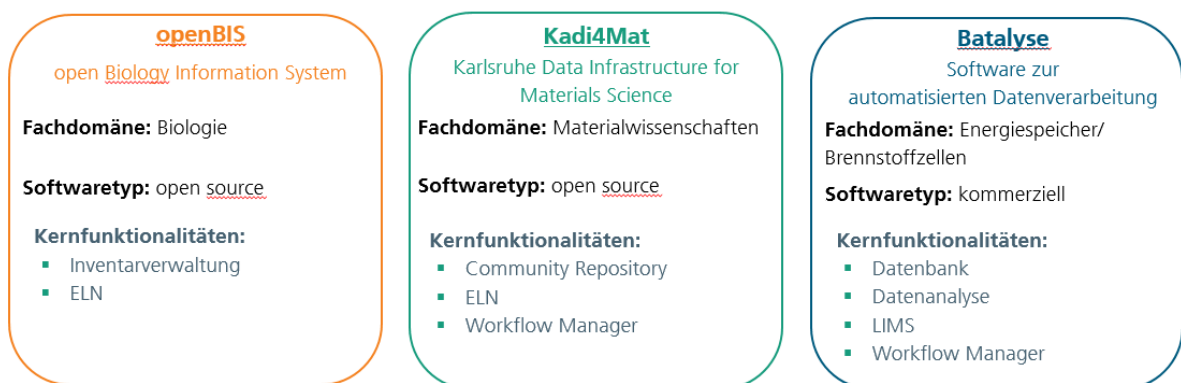 openBIS
open Biology Information System
Fachdomäne: Biologie
Softwaretyp: open source
Kernfunktionalitäten:
▪ Inventarverwaltung
▪ ELN
Kadi4Mat
Karlsruhe Data Infrastructure for
Materials Science
Fachdomäne: Materialwissenschaften
Softwaretyp: open source
Kernfunktionalitäten:
▪ Community Repository
▪ ELN
▪ Workflow Manager
Batalyse
Software zur
automatisierten Datenverarbeitung
Fachdomäne: Energiespeicher/
Brennstoffzellen
Softwaretyp: kommerziell
Kernfunktionalitäten:
▪ Datenbank
▪ Datenanalyse
▪ LIMS
▪ Workflow Manager